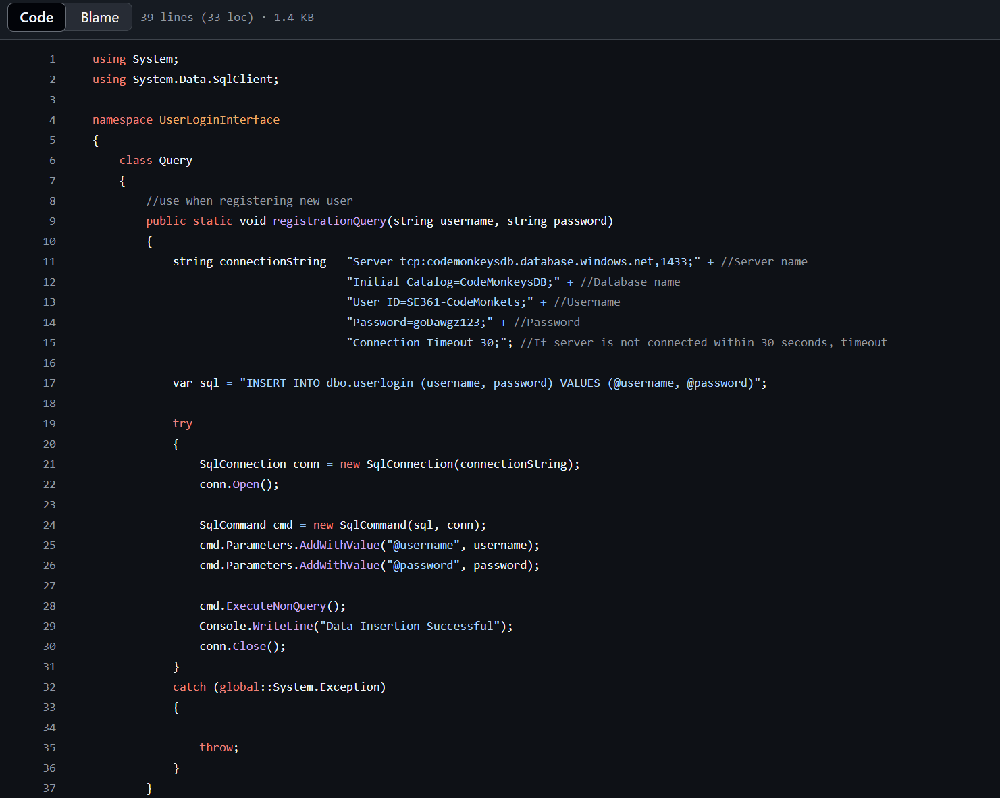 Code Blame 39 lines (33 loc) · 1.4 KB
1 using System;
2 using System.Data.SqlClient;
3
4 namespace UserLoginInterface
5 {
6     class Query
7     {
8         //use when registering new user
9         public static void registrationQuery(string username, string password)
10         {
11             string connectionString = "Server=tcp:codemonkeysdb.database.windows.net,1433;" + //Server name
12                                       "Initial Catalog=CodeMonkeysDB;" + //Database name
13                                       "User ID=SE361-CodeMonkets;" + //Username
14                                       "Password=goDawgz123;" + //Password
15                                       "Connection Timeout=30;"; //If server is not connected within 30 seconds, timeout
16
17             var sql = "INSERT INTO dbo.userlogin (username, password) VALUES (@username, @password)";
18
19             try
20             {
21                 SqlConnection conn = new SqlConnection(connectionString);
22                 conn.Open();
23
24                 SqlCommand cmd = new SqlCommand(sql, conn);
25                 cmd.Parameters.AddWithValue("@username", username);
26                 cmd.Parameters.AddWithValue("@password", password);
27
28                 cmd.ExecuteNonQuery();
29                 Console.WriteLine("Data Insertion Successful");
30                 conn.Close();
31             }
32             catch (global::System.Exception)
33             {
34
35                 throw;
36             }
37         }